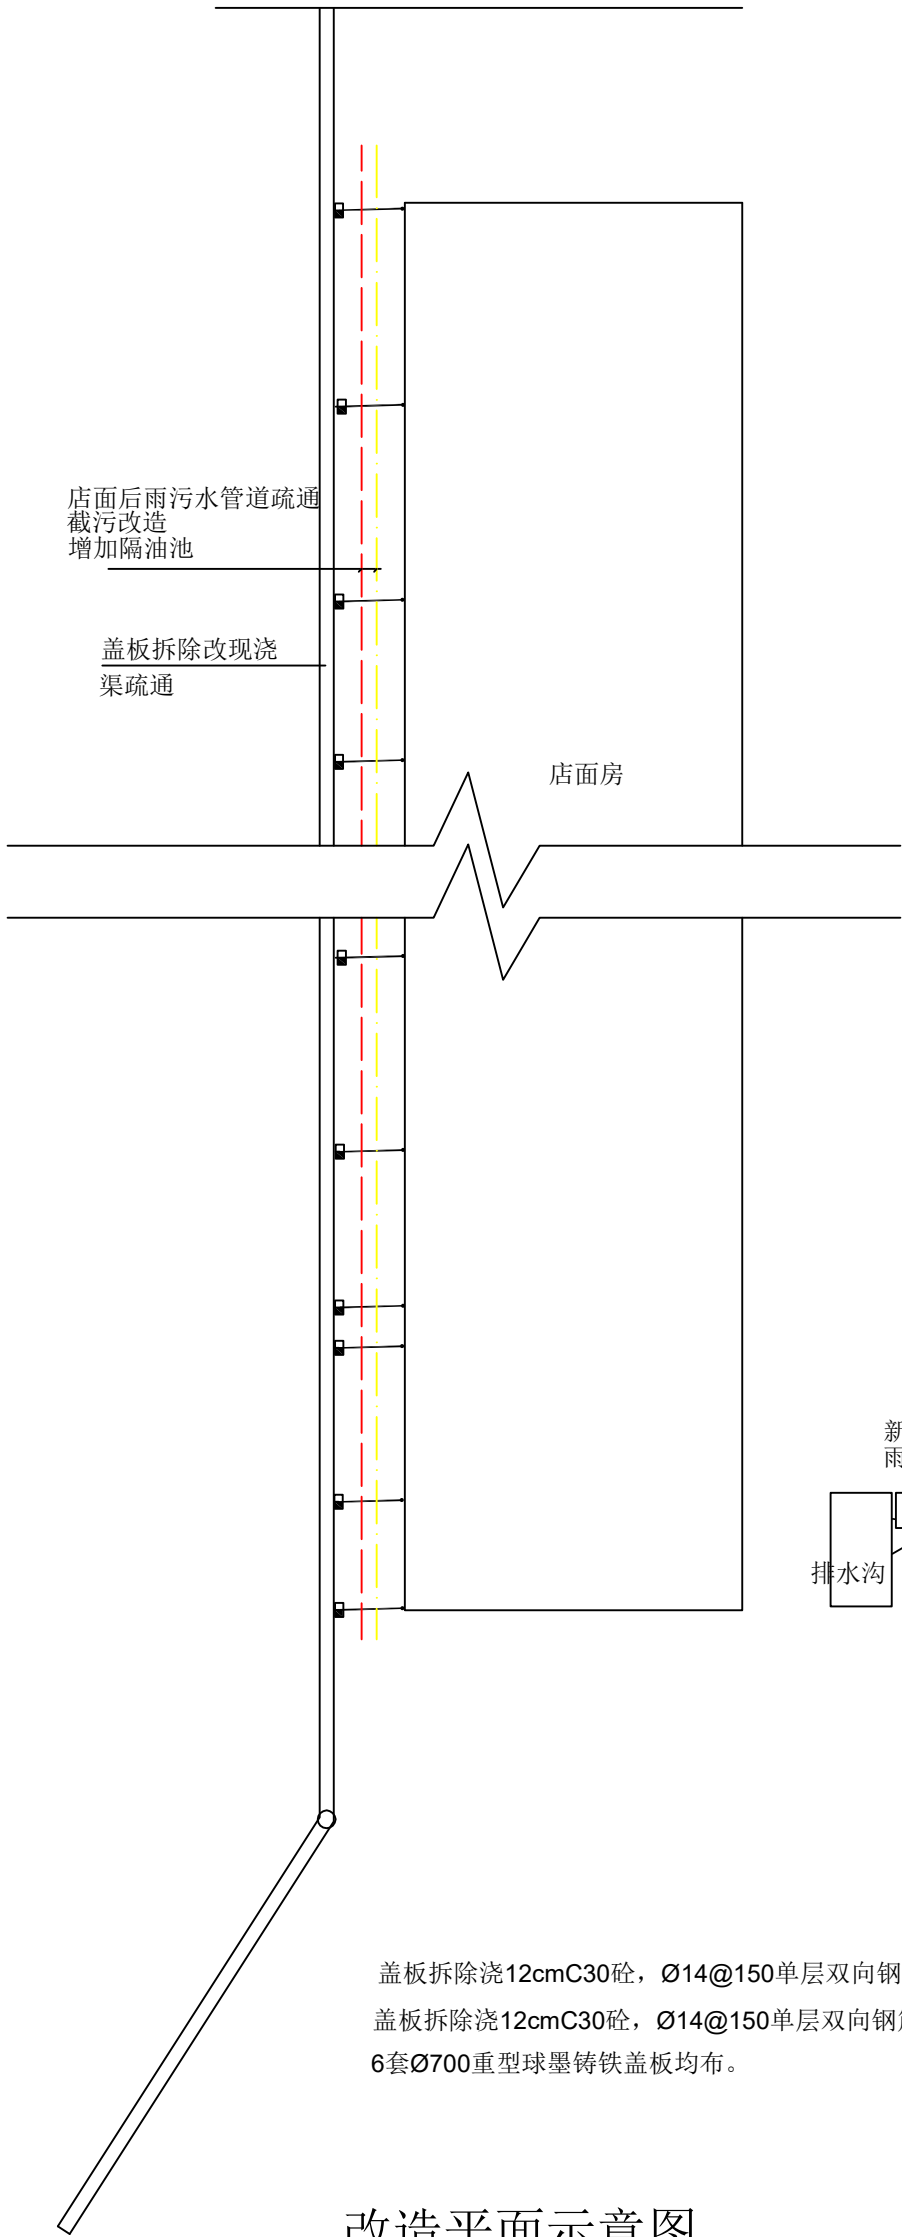 店面后雨污水管道疏通
截污改造
增加隔油池
盖板拆除改现浇
渠疏通
店面房
新
雨
排水沟
盖板拆除浇12cmC30砼，Ø14@150单层双向钢
盖板拆除浇12cmC30砼，Ø14@150单层双向钢
6套Ø700重型球墨铸铁盖板均布。
改造平面示意图